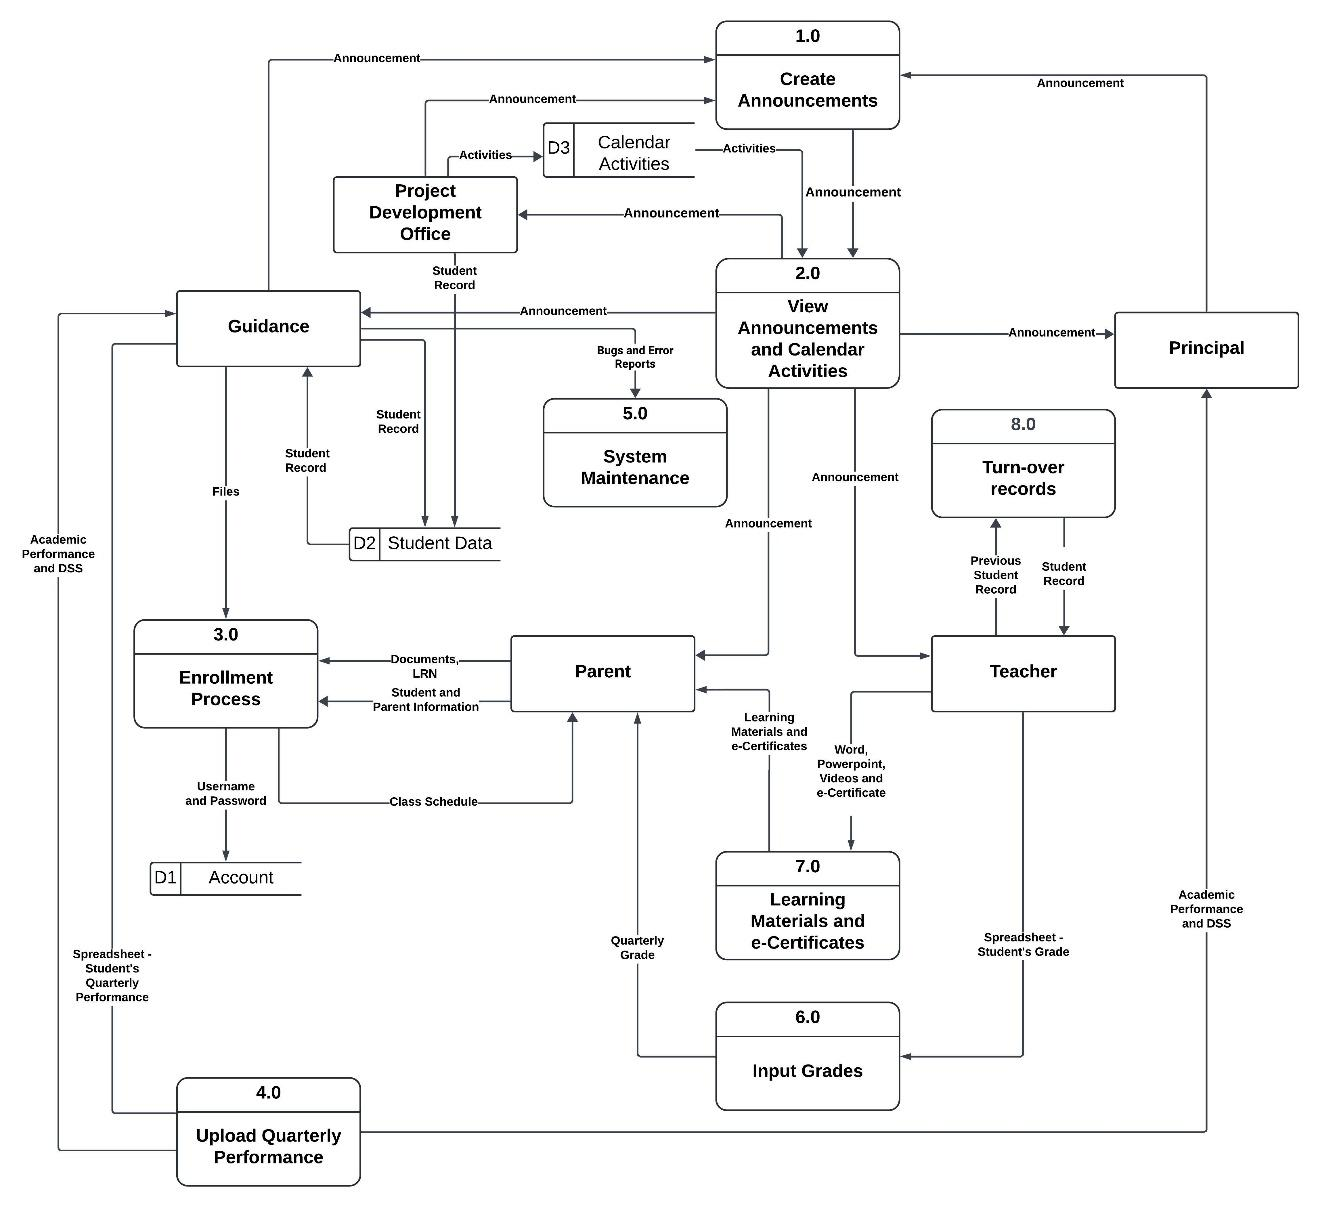 1.0
Create
Announcements
Announcement
Announcement
Announcement
D3
Calendar
Activities
Activities
Activities
Announcement
Project
Development
Office
Announcement
Student
Record
2.0
View
Announcements
and Calendar
Activities
Guidance
Announcement
Announcement
Principal
Bugs and Error
Reports
5.0
System
Maintenance
8.0
Turn-over
records
Student
Record
Student
Record
Files
Announcement
Announcement
D2
Student Data
Academic
Performance
and DSS
Previous
Student
Record
Student
Record
3.0
Enrollment
Process
Documents,
LRN
Student and
Parent Information
Parent
Teacher
Learning
Materials and
e-Certificates
Word,
Powerpoint,
Videos and
e-Certificate
Username
and Password
Class Schedule
D1
Account
7.0
Learning
Materials and
e-Certificates
Academic
Performance
and DSS
Quarterly
Grade
Spreadsheet -
Student's Grade
Spreadsheet -
Student's
Quarterly
Performance
6.0
Input Grades
4.0
Upload Quarterly
Performance